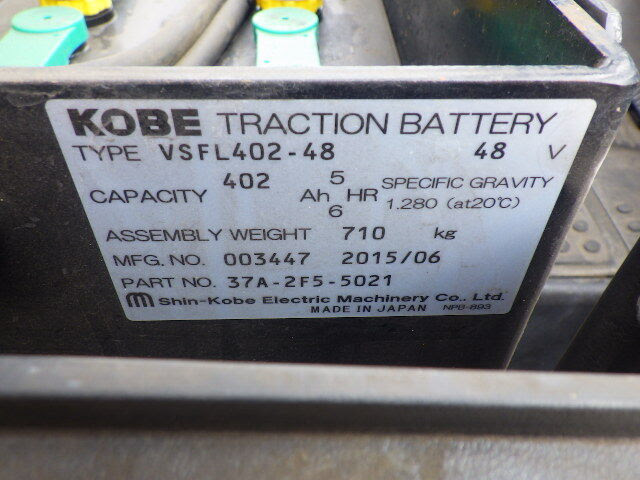 KOBE TRACTION BATTERY
TYPE VSFL402-48 48 V
CAPACITY 402 Ah 5 HR 6 SPECIFIC GRAVITY
1.280 (at20℃)
ASSEMBLY WEIGHT 710 kg
MFG. NO. 003447 2015/06
PART NO. 37A-2F5-5021
Shin-Kobe Electric Machinery Co., Ltd.
MADE IN JAPAN NPB-893